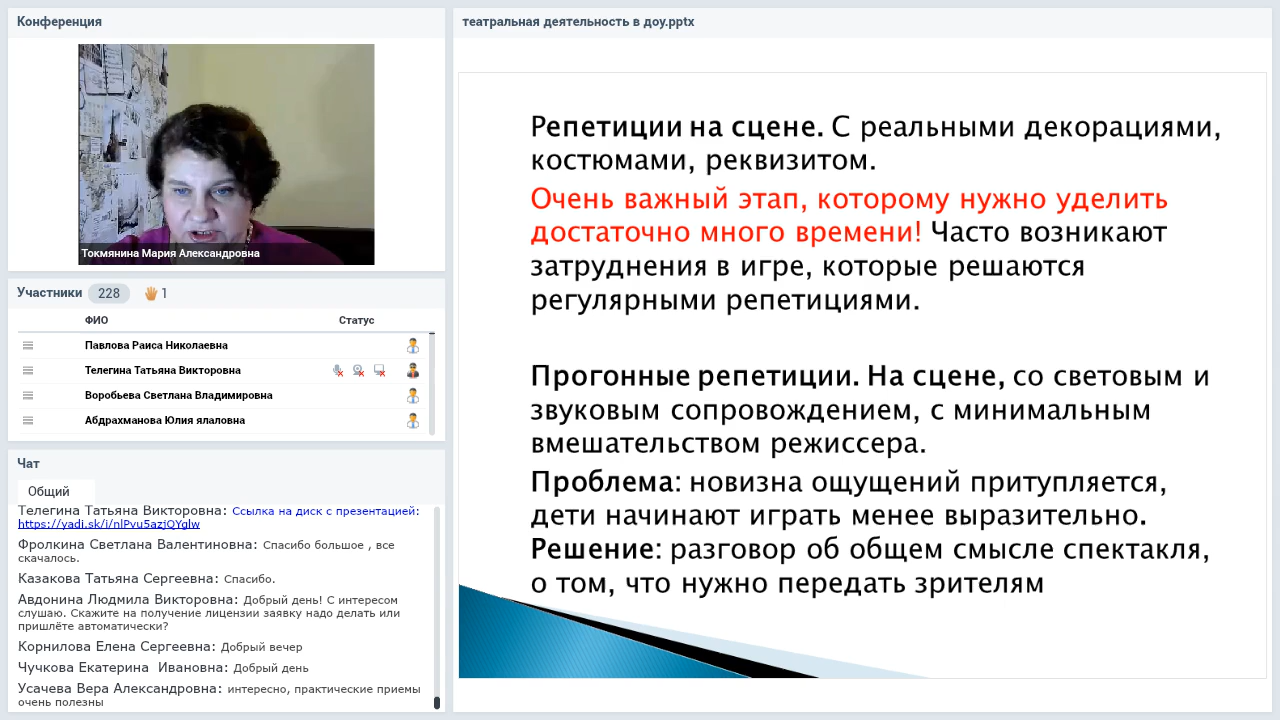 Конференция
Токмянина Мария Александровна
Участники 228 1
ФИО Статус
Павлова Раиса Николаевна
Телегина Татьяна Викторовна
Воробьева Светлана Владимировна
Абдрахманова Юлия ялаловна
Чат
Общий
Телегина Татьяна Викторовна: Ссылка на диск с презентацией:
https://yadi.sk/i/nlPvu5azjQYglw
Фролкина Светлана Валентиновна: Спасибо большое , все
скачалось.
Казакова Татьяна Сергеевна: Спасибо.
Авдонина Людмила Викторовна: Добрый день! С интересом
слушаю. Скажите на получение лицензии заявку надо делать или
пришлёте автоматически?
Корнилова Елена Сергеевна: Добрый вечер
Чучкова Екатерина  Ивановна: Добрый день
Усачева Вера Александровна: интересно, практические приемы
очень полезны
театральная деятельность в доу.pptx
Репетиции на сцене. С реальными декорациями,
костюмами, реквизитом.
Очень важный этап, которому нужно уделить
достаточно много времени! Часто возникают
затруднения в игре, которые решаются
регулярными репетициями.
Прогонные репетиции. На сцене, со световым и
звуковым сопровождением, с минимальным
вмешательством режиссера.
Проблема: новизна ощущений притупляется,
дети начинают играть менее выразительно.
Решение: разговор об общем смысле спектакля,
о том, что нужно передать зрителям